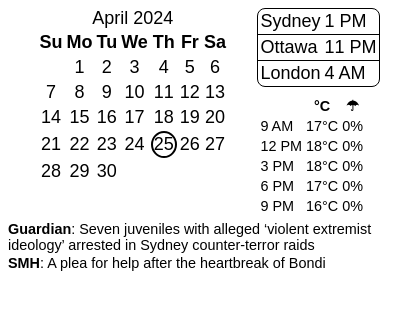 April 2024
Su Mo Tu We Th Fr Sa
1 2 3 4 5 6
7 8 9 10 11 12 13
14 15 16 17 18 19 20
21 22 23 24 25 26 27
28 29 30
Sydney 1 PM
Ottawa 11 PM
London 4 AM
°C ☂
9 AM 17°C 0%
12 PM 18°C 0%
3 PM 18°C 0%
6 PM 17°C 0%
9 PM 16°C 0%
Guardian: Seven juveniles with alleged ‘violent extremist
ideology’ arrested in Sydney counter-terror raids
SMH: A plea for help after the heartbreak of Bondi